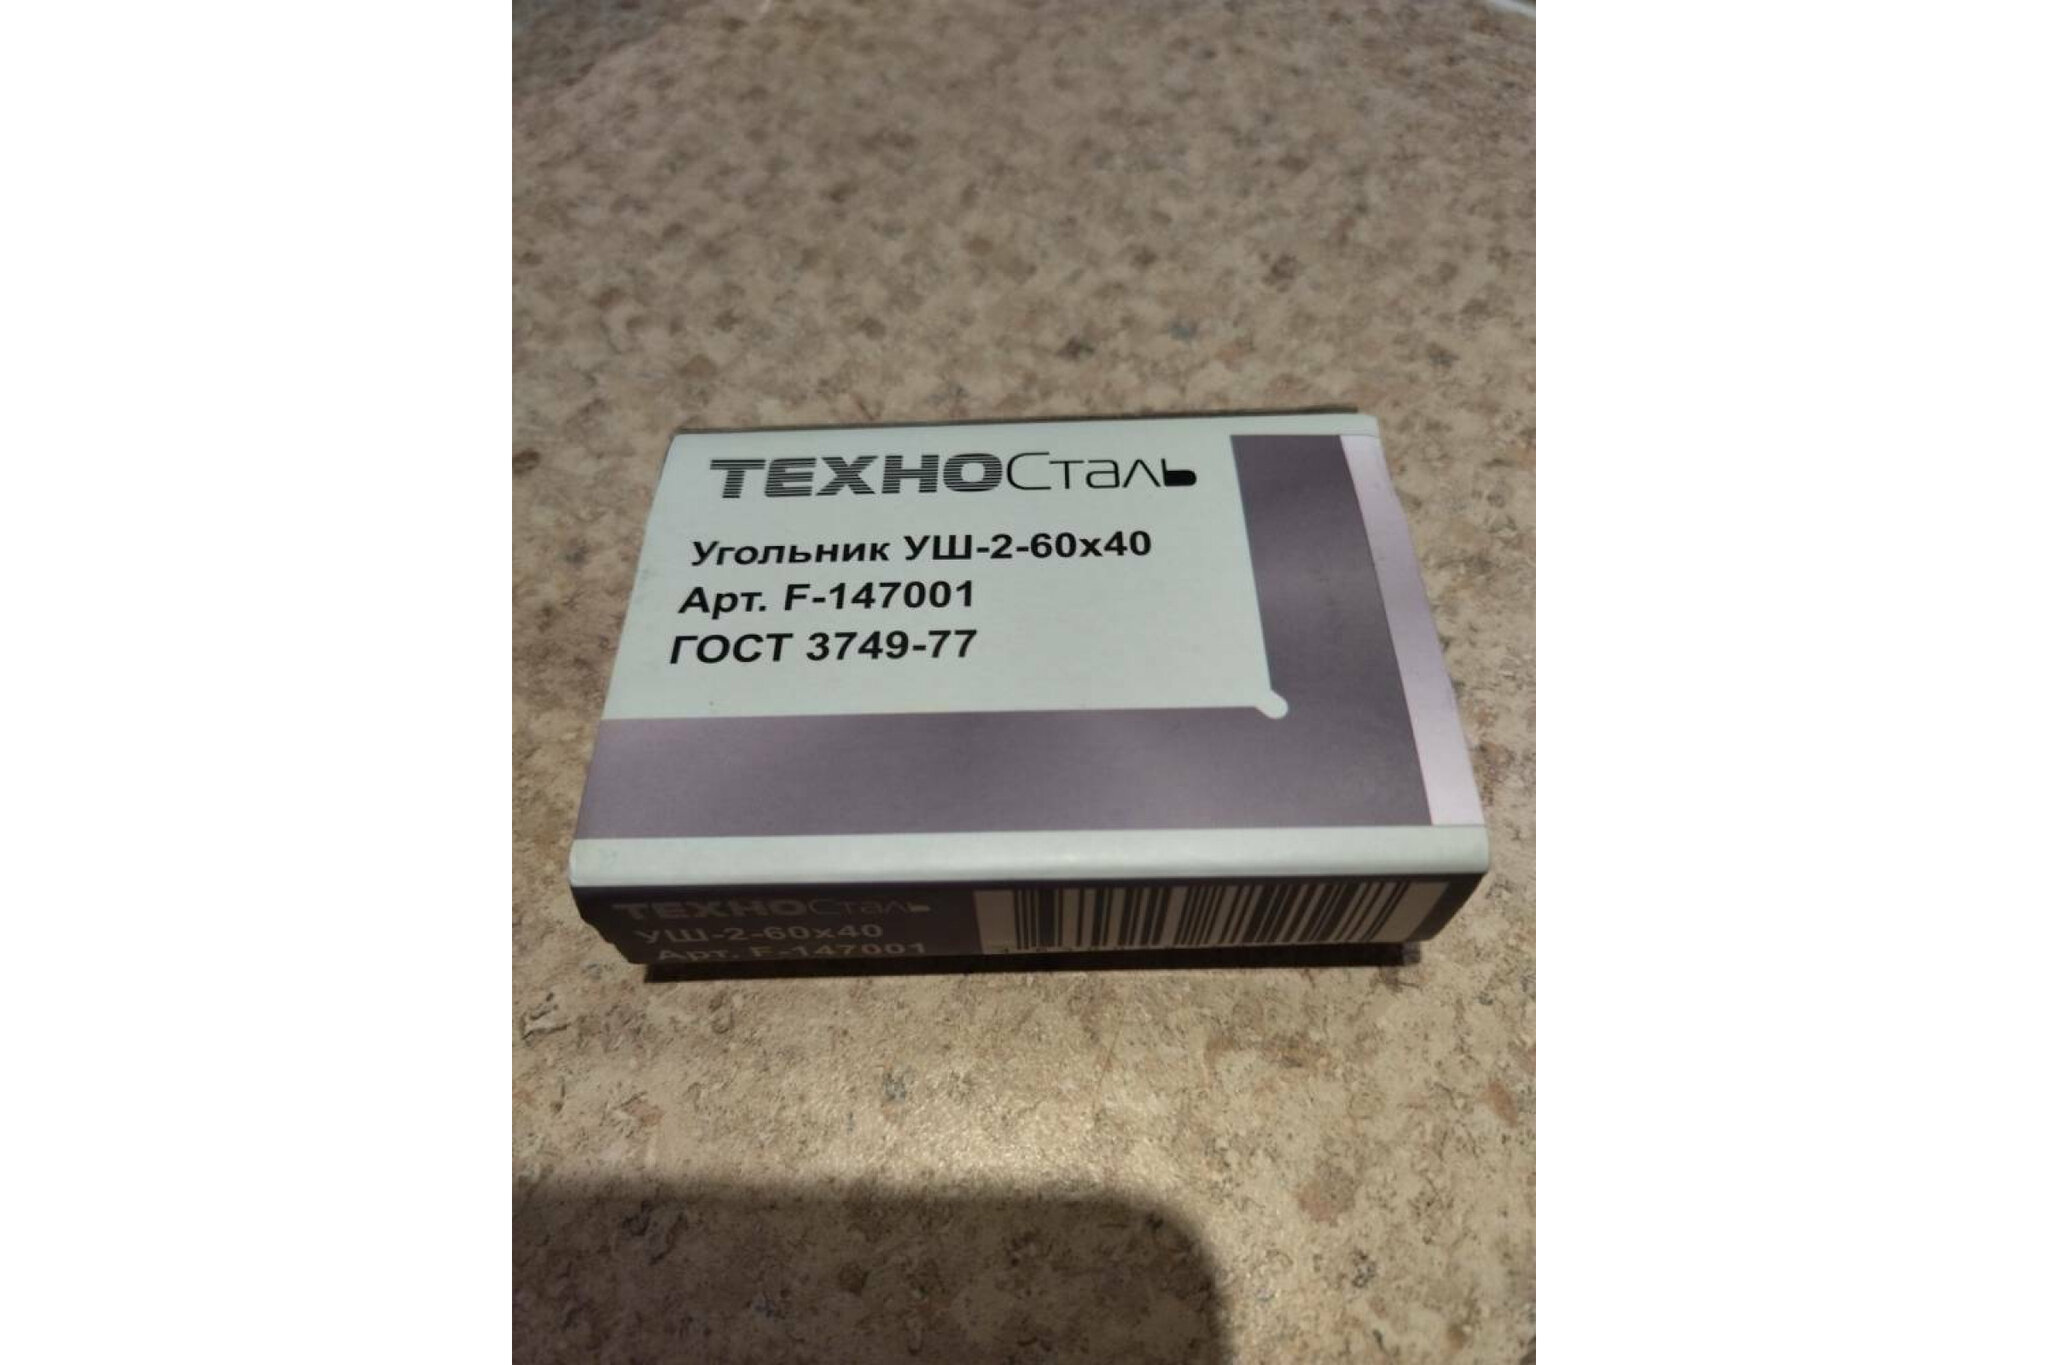 ТЕХНОСталь
Угольник УШ-2-60х40
Арт. F-147001
ГОСТ 3749-77
ТЕХНОСталь
УШ-2-60х40
Арт. F-147001